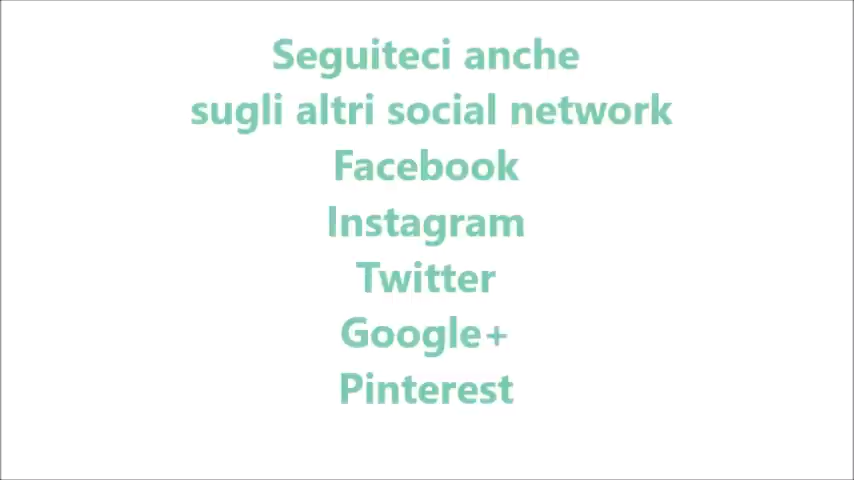 Seguiteci anche
sugli altri social network
Facebook
Instagram
Twitter
Google+
Pinterest